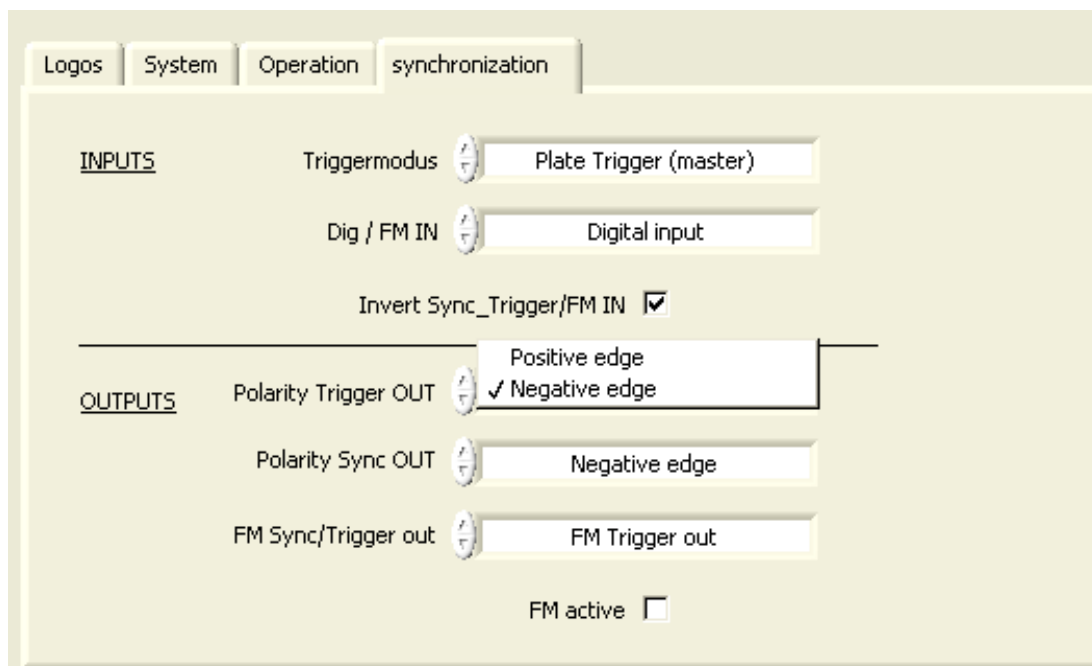 Logos System Operation synchronization
INPUTS Triggermodus Plate Trigger (master)
Dig / FM IN Digital input
Invert Sync_Trigger/FM IN
Positive edge
OUTPUTS Polarity Trigger OUT Negative edge
Polarity Sync OUT Negative edge
FM Sync/Trigger out FM Trigger out
FM active